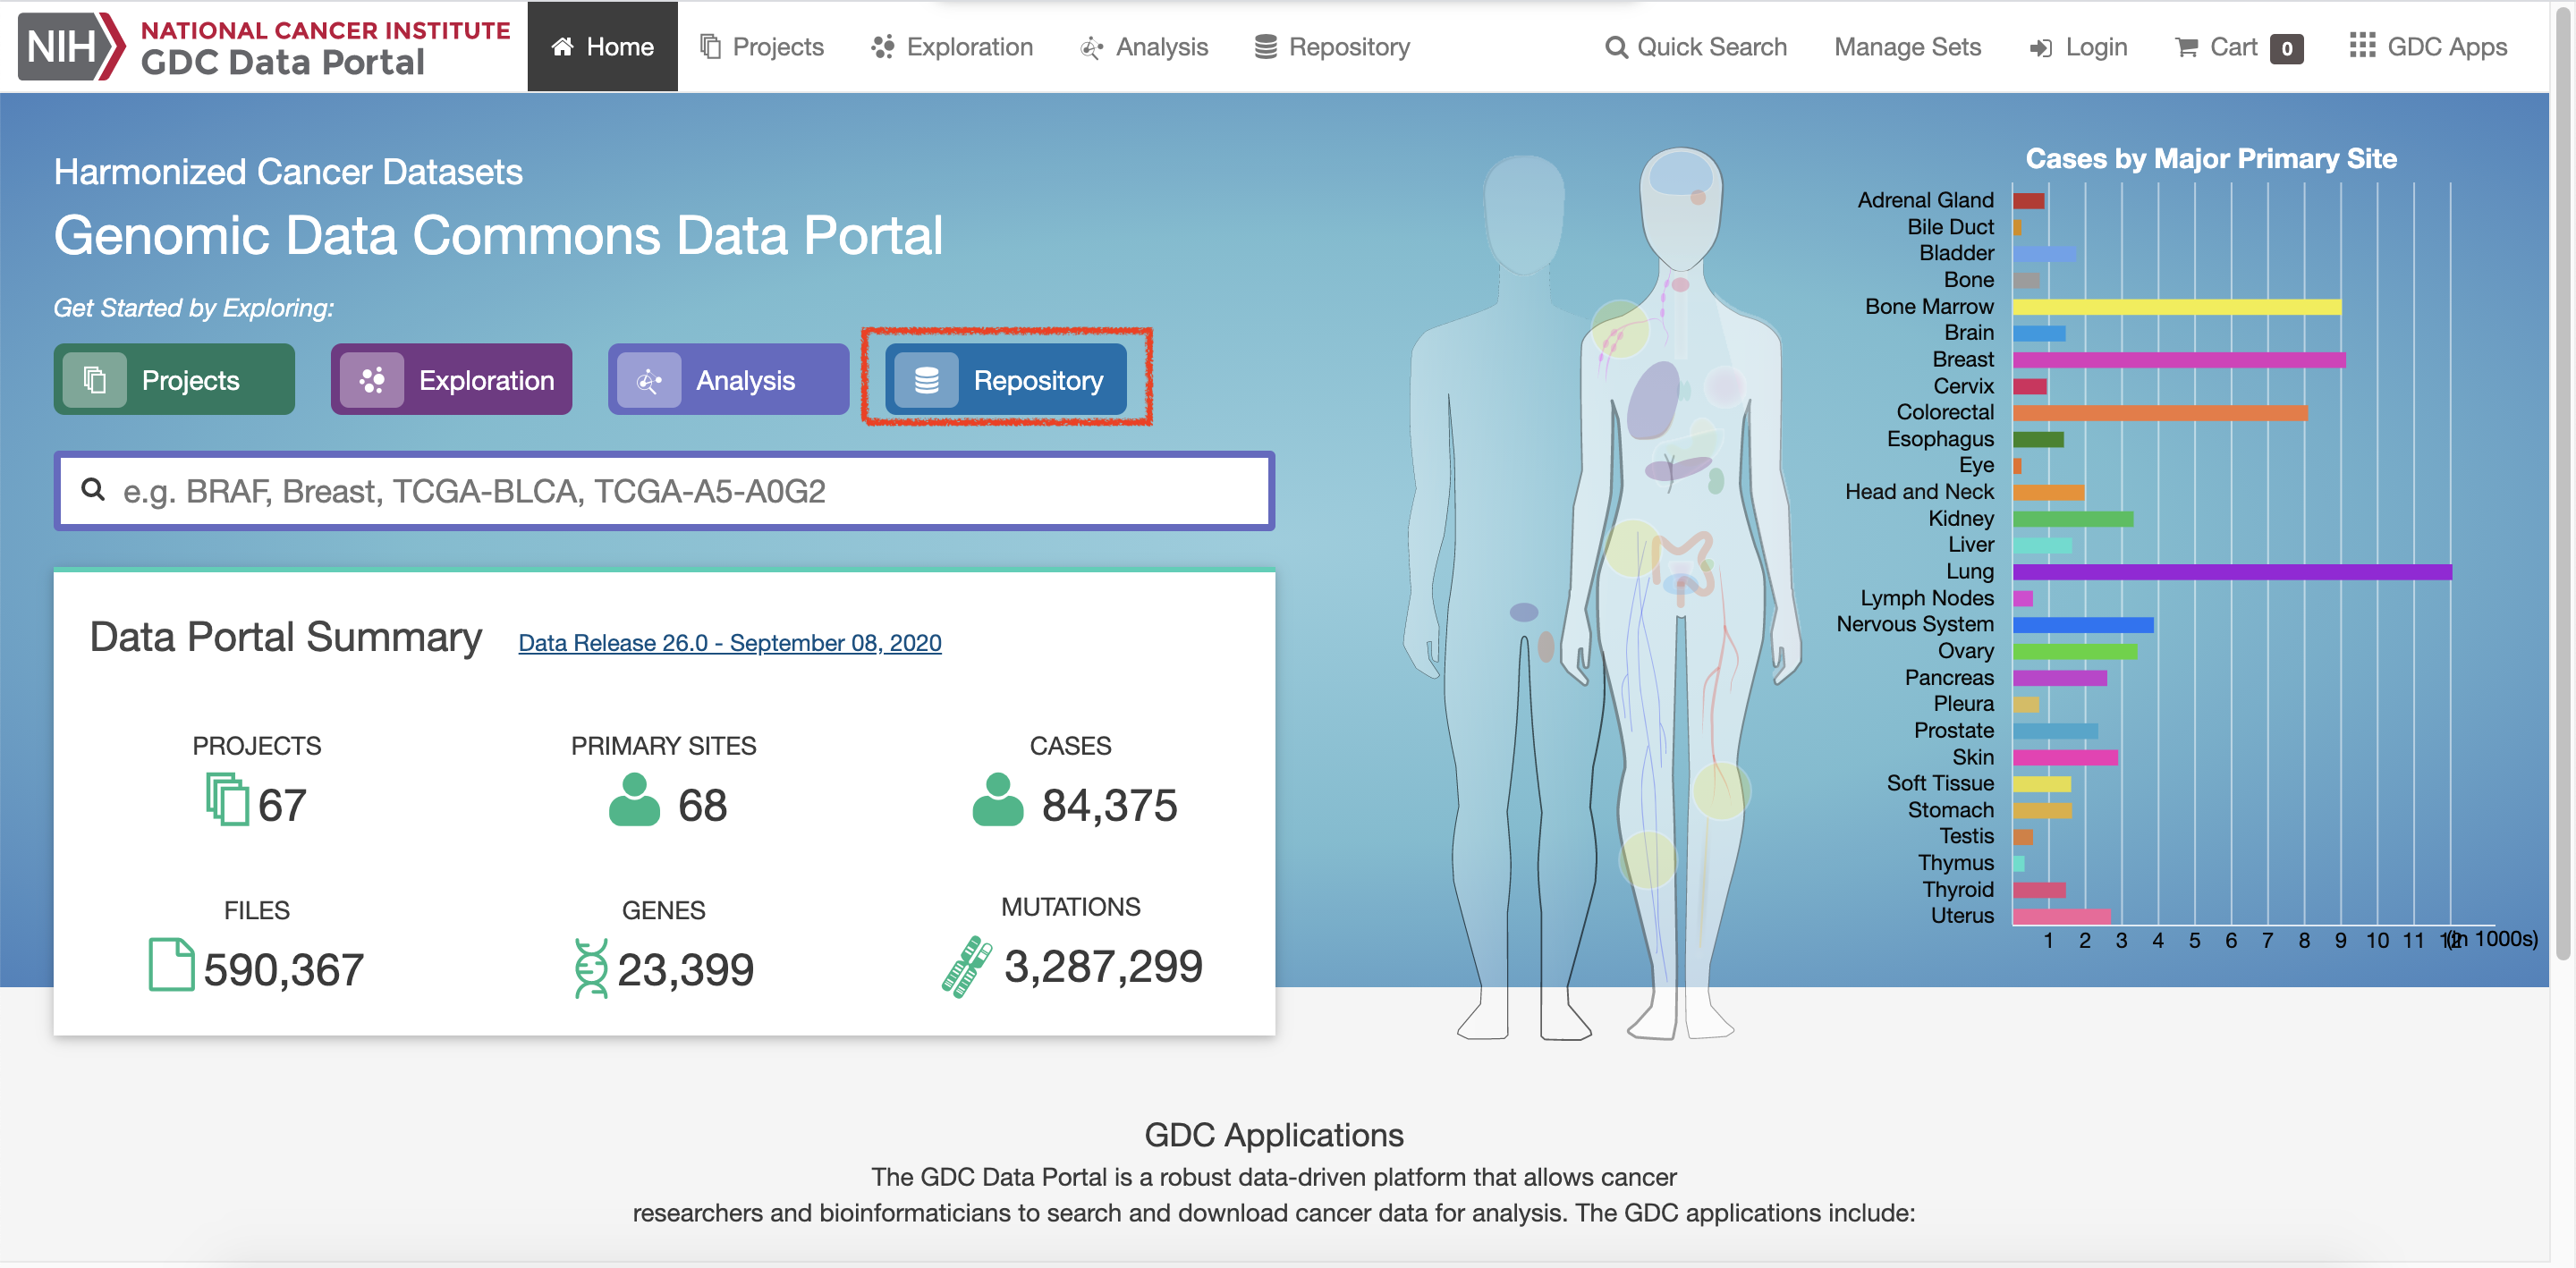 NIH
NATIONAL CANCER INSTITUTE
GDC Data Portal
Home
Projects
Exploration
Analysis
Repository
Quick Search
Manage Sets
Login
Cart 0
GDC Apps
Harmonized Cancer Datasets
Genomic Data Commons Data Portal
Get Started by Exploring:
Projects
Exploration
Analysis
Repository
e.g. BRAF, Breast, TCGA-BLCA, TCGA-A5-A0G2
Data Portal Summary
Data Release 26.0 - September 08, 2020
PROJECTS
67
PRIMARY SITES
68
CASES
84,375
FILES
590,367
GENES
23,399
MUTATIONS
3,287,299
Cases by Major Primary Site
Adrenal Gland
Bile Duct
Bladder
Bone
Bone Marrow
Brain
Breast
Cervix
Colorectal
Esophagus
Eye
Head and Neck
Kidney
Liver
Lung
Lymph Nodes
Nervous System
Ovary
Pancreas
Pleura
Prostate
Skin
Soft Tissue
Stomach
Testis
Thymus
Thyroid
Uterus
1 2 3 4 5 6 7 8 9 10 11 12 (in 1000s)
GDC Applications
The GDC Data Portal is a robust data-driven platform that allows cancer
researchers and bioinformaticians to search and download cancer data for analysis. The GDC applications include: